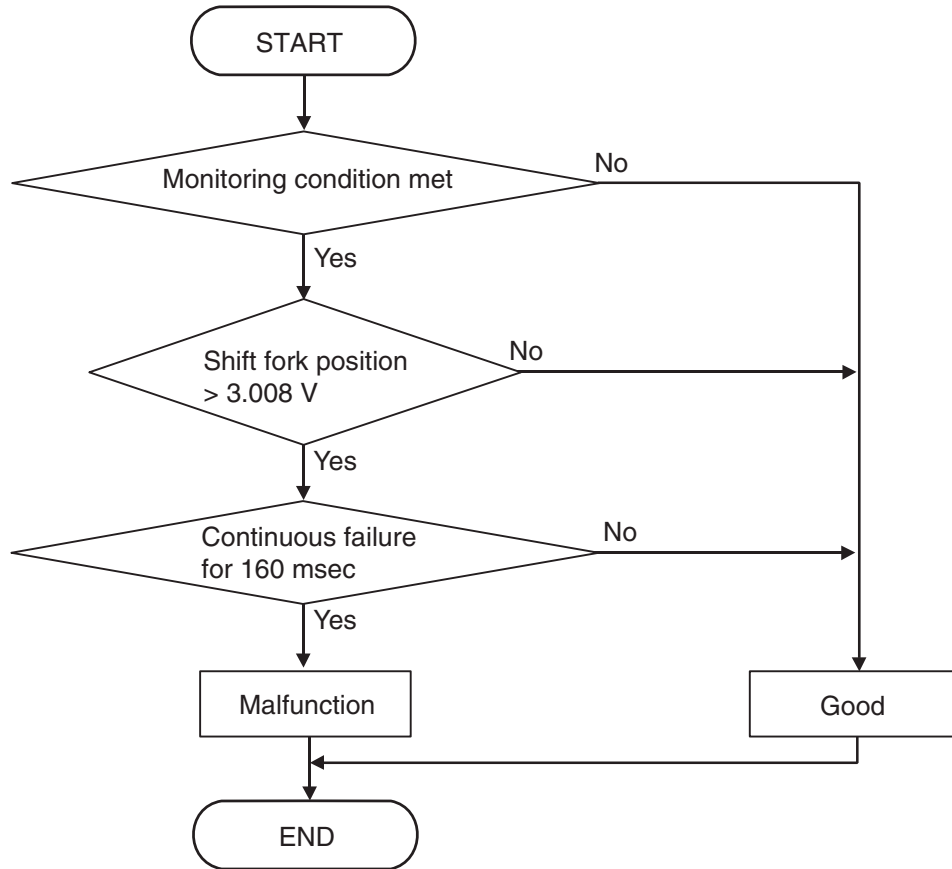 START
Monitoring condition met
No
Yes
Shift fork position
> 3.008 V
No
Yes
Continuous failure
for 160 msec
No
Yes
Malfunction
Good
END